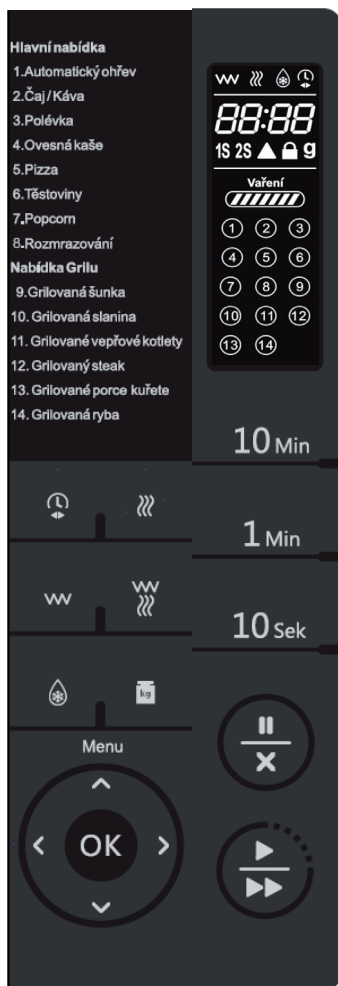 Hlavní nabídka
1.Automatický ohřev
2.Čaj / Káva
3.Polévka
4.Ovesná kaše
5.Pizza
6.Těstoviny
7.Popcorn
8.Rozmrazování
Nabídka Grilu
9.Grilovaná šunka
10. Grilovaná slanina
11. Grilované vepřové kotlety
12. Grilovaný steak
13. Grilované porce kuřete
14. Grilovaná ryba
88:88
1S 2S g
Vaření
1 2 3
4 5 6
7 8 9
10 11 12
13 14
10 Min
1 Min
10 Sek
kg
Menu
OK